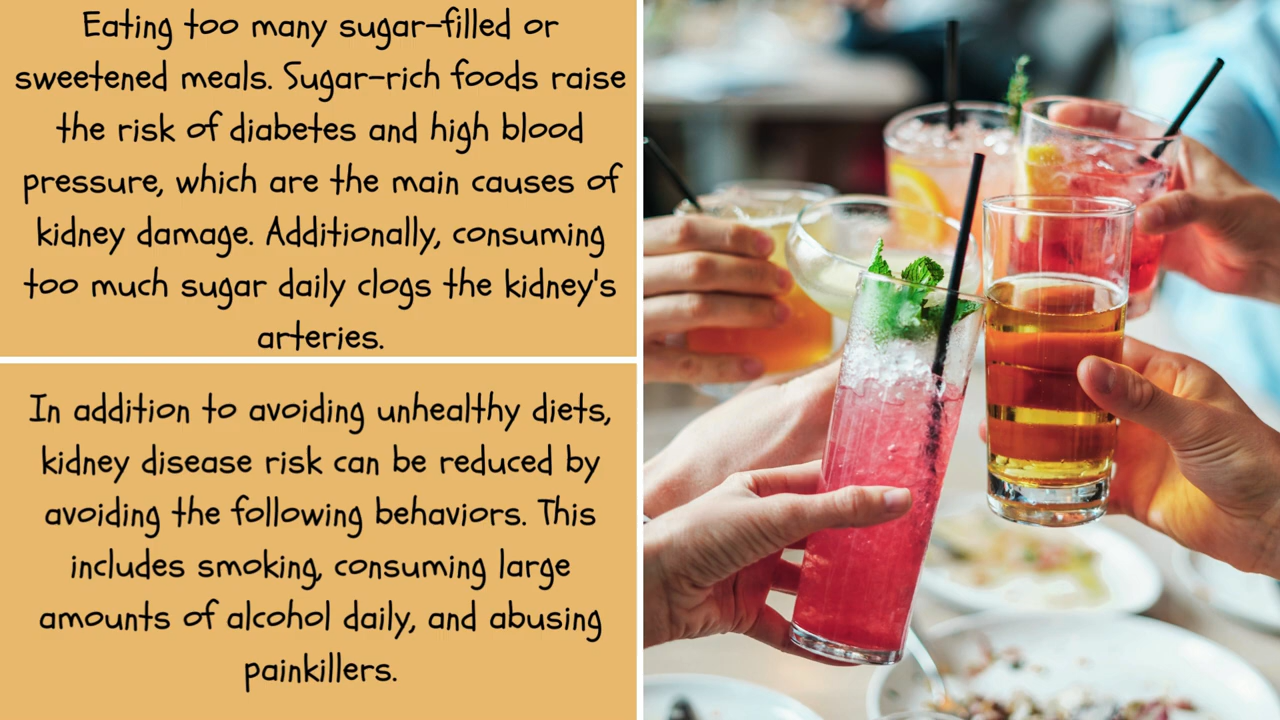 Eating too many sugar-filled or
sweetened meals. Sugar-rich foods raise
the risk of diabetes and high blood
pressure, which are the main causes of
kidney damage. Additionally, consuming
too much sugar daily clogs the kidney's
arteries.
In addition to avoiding unhealthy diets,
kidney disease risk can be reduced by
avoiding the following behaviors. This
includes smoking, consuming large
amounts of alcohol daily, and abusing
painkillers.